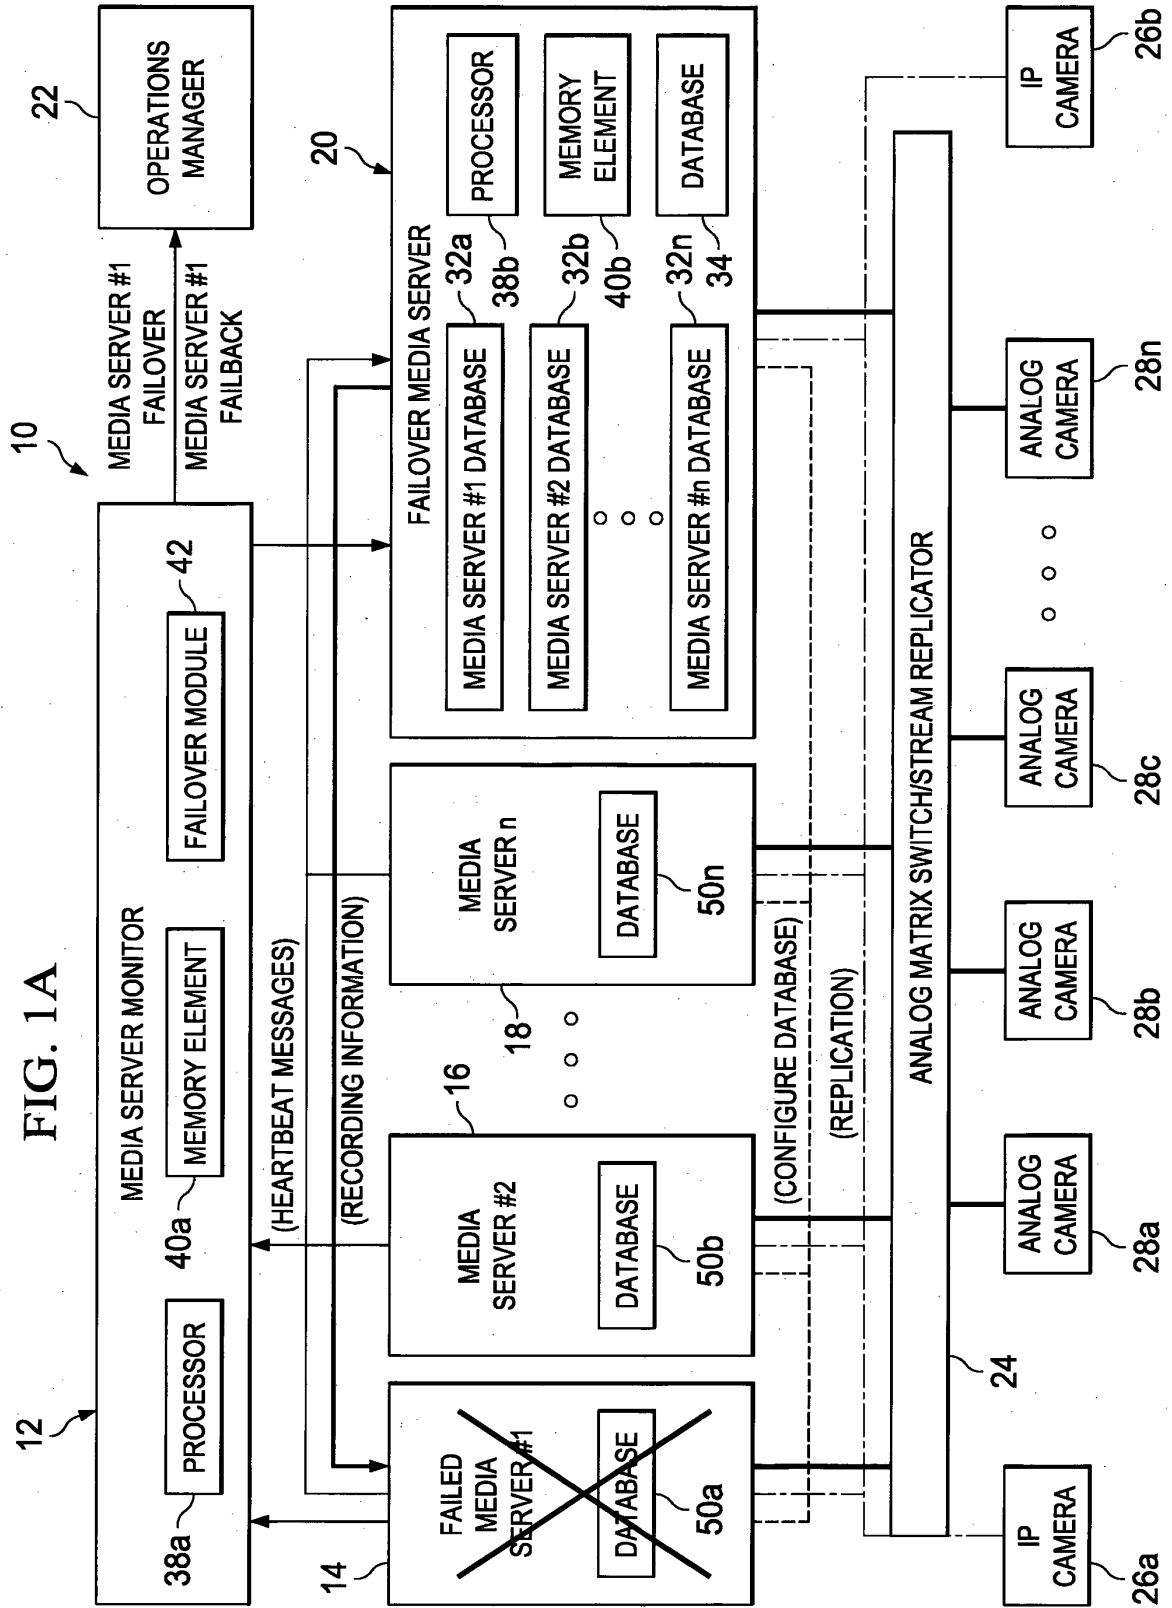 FIG. 1A
10
12
MEDIA SERVER MONITOR
38a
PROCESSOR
40a
MEMORY ELEMENT
42
FAILOVER MODULE
MEDIA SERVER #1
FAILOVER
MEDIA SERVER #1
FAILBACK
22
OPERATIONS
MANAGER
(HEARTBEAT MESSAGES)
(RECORDING INFORMATION)
14
FAILED
MEDIA
SERVER #1
DATABASE
50a
16
MEDIA
SERVER #2
DATABASE
50b
18
MEDIA
SERVER n
DATABASE
50n
20
FAILOVER MEDIA SERVER
MEDIA SERVER #1 DATABASE
32a
PROCESSOR
38b
MEDIA SERVER #2 DATABASE
32b
MEMORY
ELEMENT
40b
MEDIA SERVER #n DATABASE
32n
DATABASE
34
(CONFIGURE DATABASE)
(REPLICATION)
ANALOG MATRIX SWITCH/STREAM REPLICATOR
24
IP
CAMERA
26a
ANALOG
CAMERA
28a
ANALOG
CAMERA
28b
ANALOG
CAMERA
28c
ANALOG
CAMERA
28n
IP
CAMERA
26b